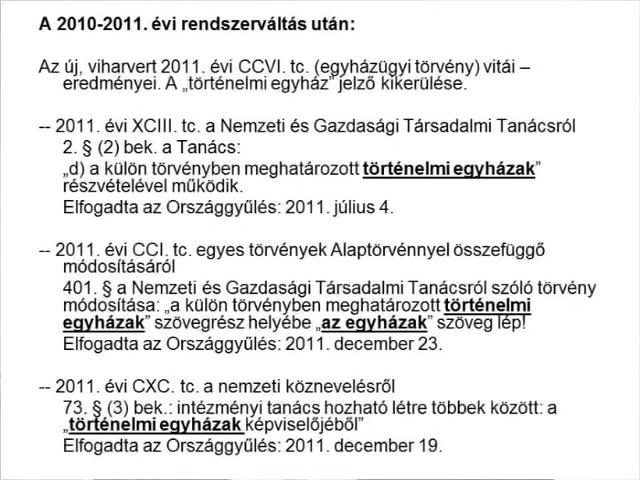 A 2010-2011. évi rendszerváltás után:
Az új, viharvert 2011. évi CCVI. tc. (egyházügyi törvény) vitái –
eredményei. A „történelmi egyház” jelző kikerülése.
-- 2011. évi XCIII. tc. a Nemzeti és Gazdasági Társadalmi Tanácsról
2. § (2) bek. a Tanács:
„d) a külön törvényben meghatározott történelmi egyházak”
részvételével működik.
Elfogadta az Országgyűlés: 2011. július 4.
-- 2011. évi CCI. tc. egyes törvények Alaptörvénnyel összefüggő
módosításáról
401. § a Nemzeti és Gazdasági Társadalmi Tanácsról szóló törvény
módosítása: „a külön törvényben meghatározott történelmi
egyházak” szövegrész helyébe „az egyházak” szöveg lép!
Elfogadta az Országgyűlés: 2011. december 23.
-- 2011. évi CXC. tc. a nemzeti köznevelésről
73. § (3) bek.: intézményi tanács hozható létre többek között: a
„történelmi egyházak képviselőjéből”
Elfogadta az Országgyűlés: 2011. december 19.